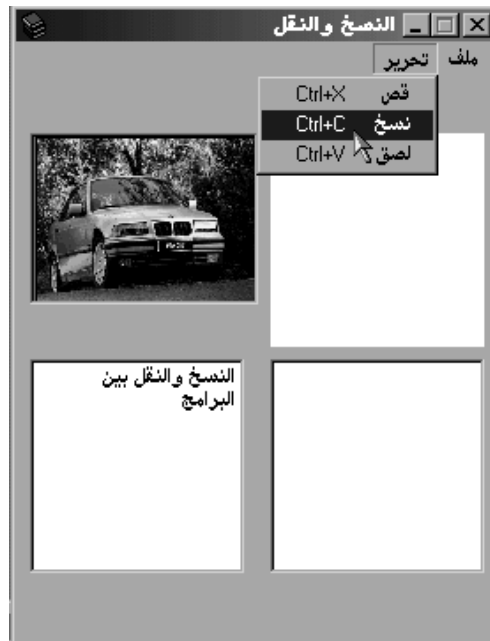 النسخ والنقل
ملف تحرير
قص Ctrl+X
نسخ Ctrl+C
لصق Ctrl+V
النسخ والنقل بين
البرامج